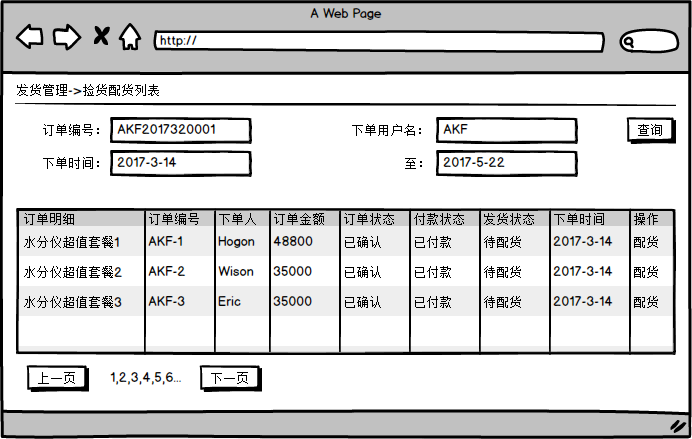 A Web Page
http://
发货管理->捡货配货列表
订单编号： AKF2017320001 下单用户名： AKF 查询
下单时间： 2017-3-14 至： 2017-5-22
订单明细 订单编号 下单人 订单金额 订单状态 付款状态 发货状态 下单时间 操作
水分仪超值套餐1 AKF-1 Hogon 48800 已确认 已付款 待配货 2017-3-14 配货
水分仪超值套餐2 AKF-2 Wison 35000 已确认 已付款 待配货 2017-3-14 配货
水分仪超值套餐3 AKF-3 Eric 35000 已确认 已付款 待配货 2017-3-14 配货
上一页 1,2,3,4,5,6... 下一页